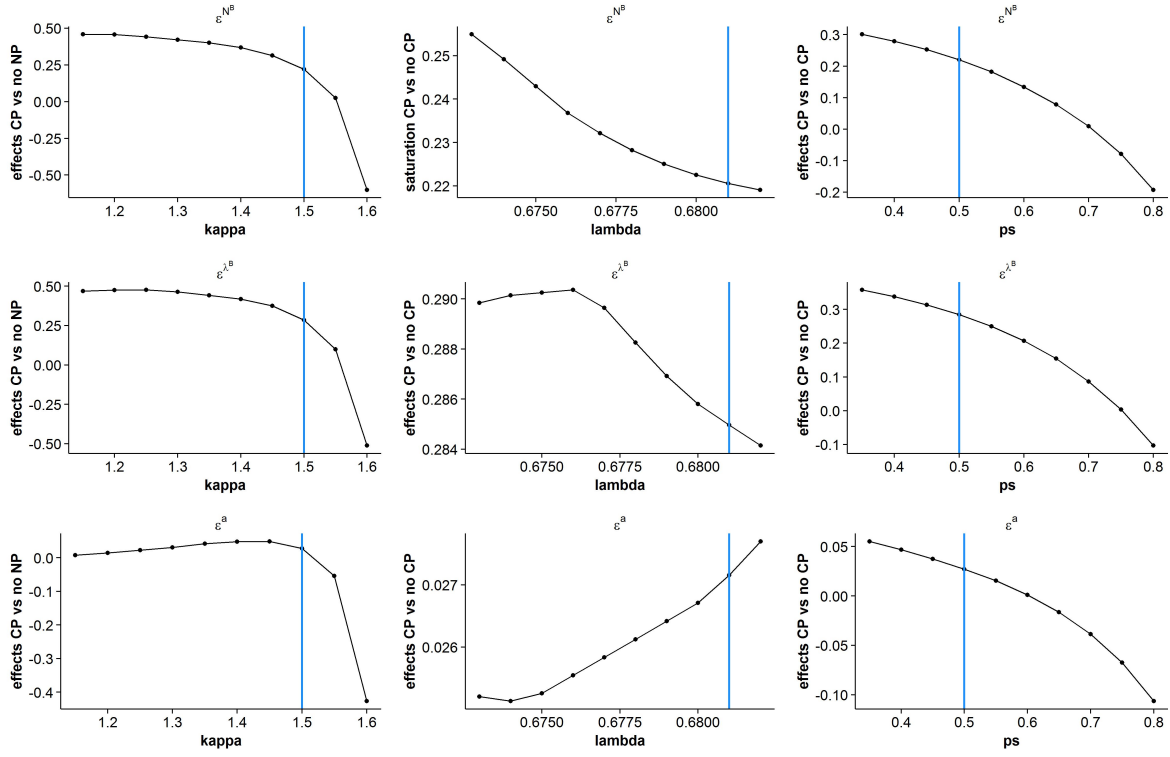 ε^{N^B}
effects CP vs no NP
0.50
0.25
0.00
-0.25
-0.50
1.2 1.3 1.4 1.5 1.6
kappa
ε^{N^B}
saturation CP vs no CP
0.25
0.24
0.23
0.22
0.6750 0.6775 0.6800
lambda
ε^{N^B}
effects CP vs no CP
0.3
0.2
0.1
0.0
-0.1
-0.2
0.4 0.5 0.6 0.7 0.8
ps
ε^{λ^B}
effects CP vs no NP
0.50
0.25
0.00
-0.25
-0.50
1.2 1.3 1.4 1.5 1.6
kappa
ε^{λ^B}
effects CP vs no CP
0.290
0.288
0.286
0.284
0.6750 0.6775 0.6800
lambda
ε^{λ^B}
effects CP vs no CP
0.3
0.2
0.1
0.0
-0.1
0.4 0.5 0.6 0.7 0.8
ps
ε^a
effects CP vs no NP
0.0
-0.1
-0.2
-0.3
-0.4
1.2 1.3 1.4 1.5 1.6
kappa
ε^a
effects CP vs no CP
0.027
0.026
0.6750 0.6775 0.6800
lambda
ε^a
effects CP vs no CP
0.05
0.00
-0.05
-0.10
0.4 0.5 0.6 0.7 0.8
ps